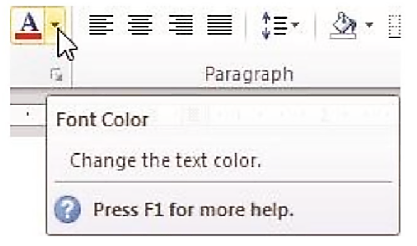 A
Paragraph
Font Color
Change the text color.
? Press F1 for more help.